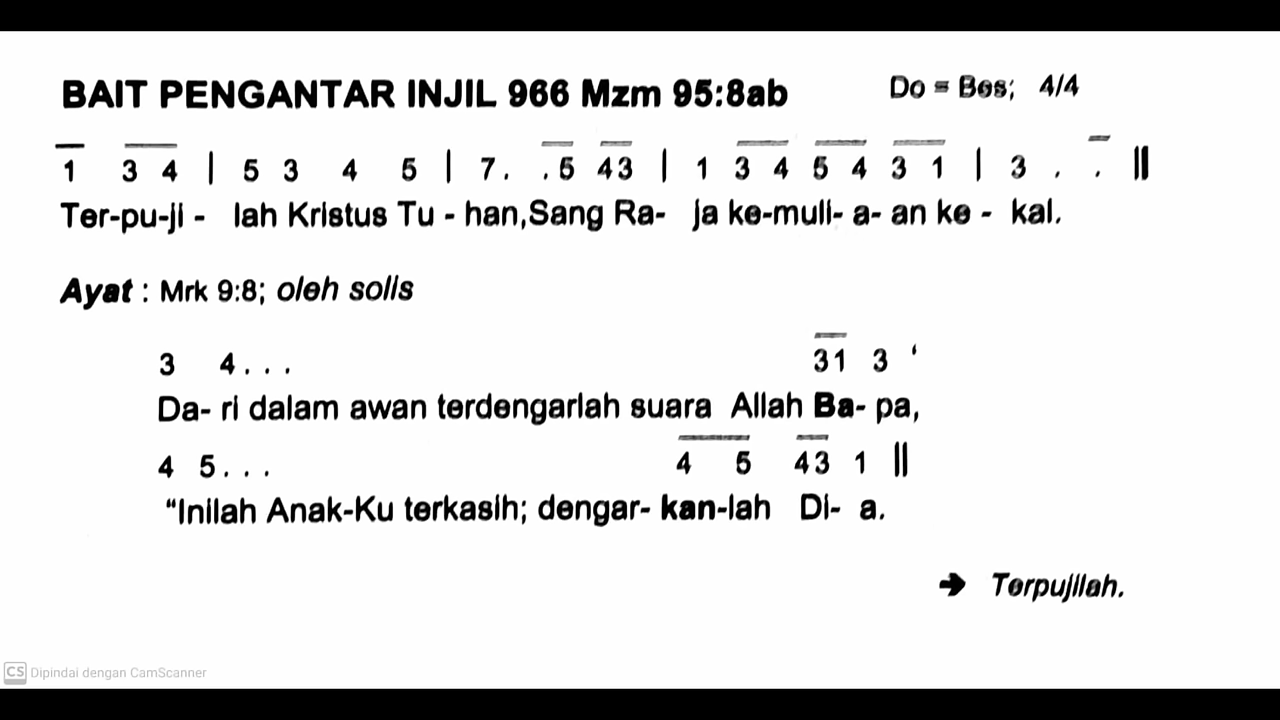 BAIT PENGANTAR INJIL 966 Mzm 95:8ab Do = Bes; 4/4
1 3 4 | 5 3 4 5 | 7. .5 43 | 1 3 4 5 4 3 1 | 3 . . ||
Ter-pu-ji - lah Kristus Tu - han,Sang Ra- ja ke-muli- a- an ke - kal.
Ayat : Mrk 9:8; oleh solis
3 4 . . . 31 3 ‘
Da- ri dalam awan terdengarlah suara Allah Ba- pa,
4 5 . . . 4 5 43 1 ||
“Inilah Anak-Ku terkasih; dengar- kan-lah Di- a.
➔ Terpujilah.
CS Dipindai dengan CamScanner